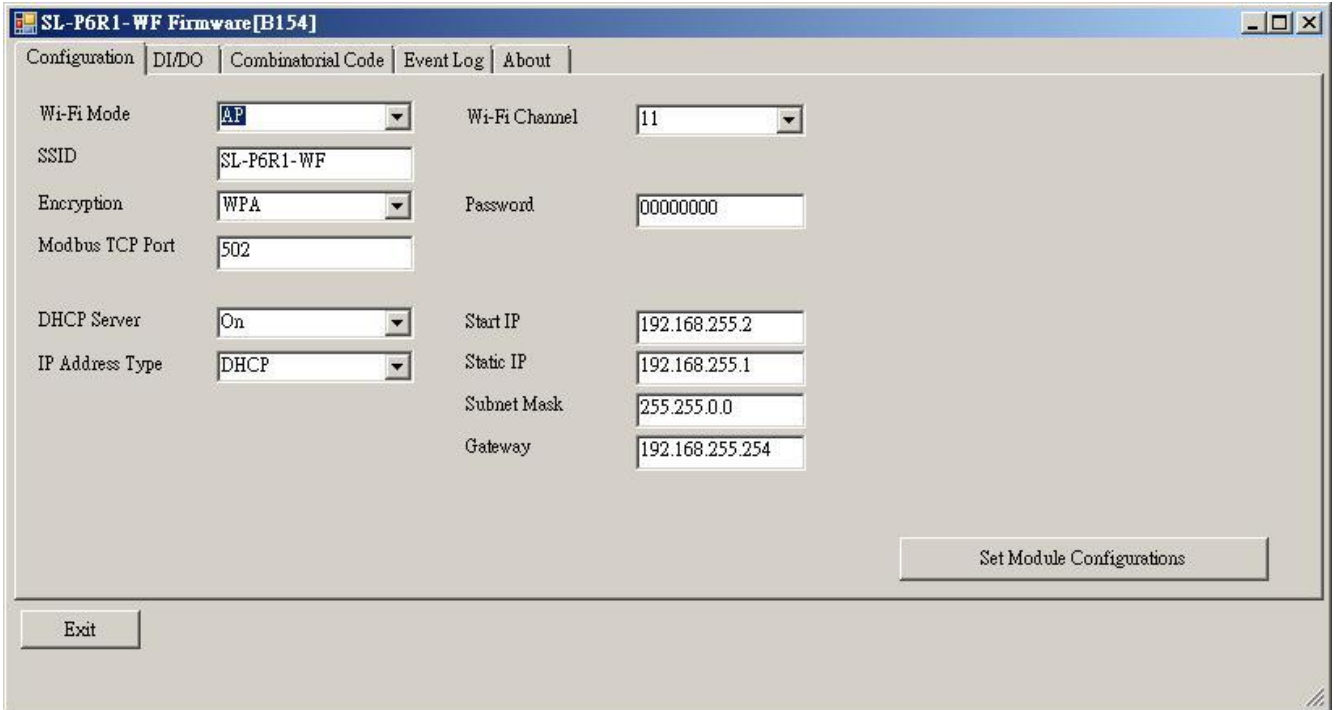 SL-P6R1-WF Firmware[B154]
Configuration DI/DO Combinatorial Code Event Log About
Wi-Fi Mode AP Wi-Fi Channel 11
SSID SL-P6R1-WF
Encryption WPA Password 00000000
Modbus TCP Port 502
DHCP Server On Start IP 192.168.255.2
IP Address Type DHCP Static IP 192.168.255.1
Subnet Mask 255.255.0.0
Gateway 192.168.255.254
Set Module Configurations
Exit